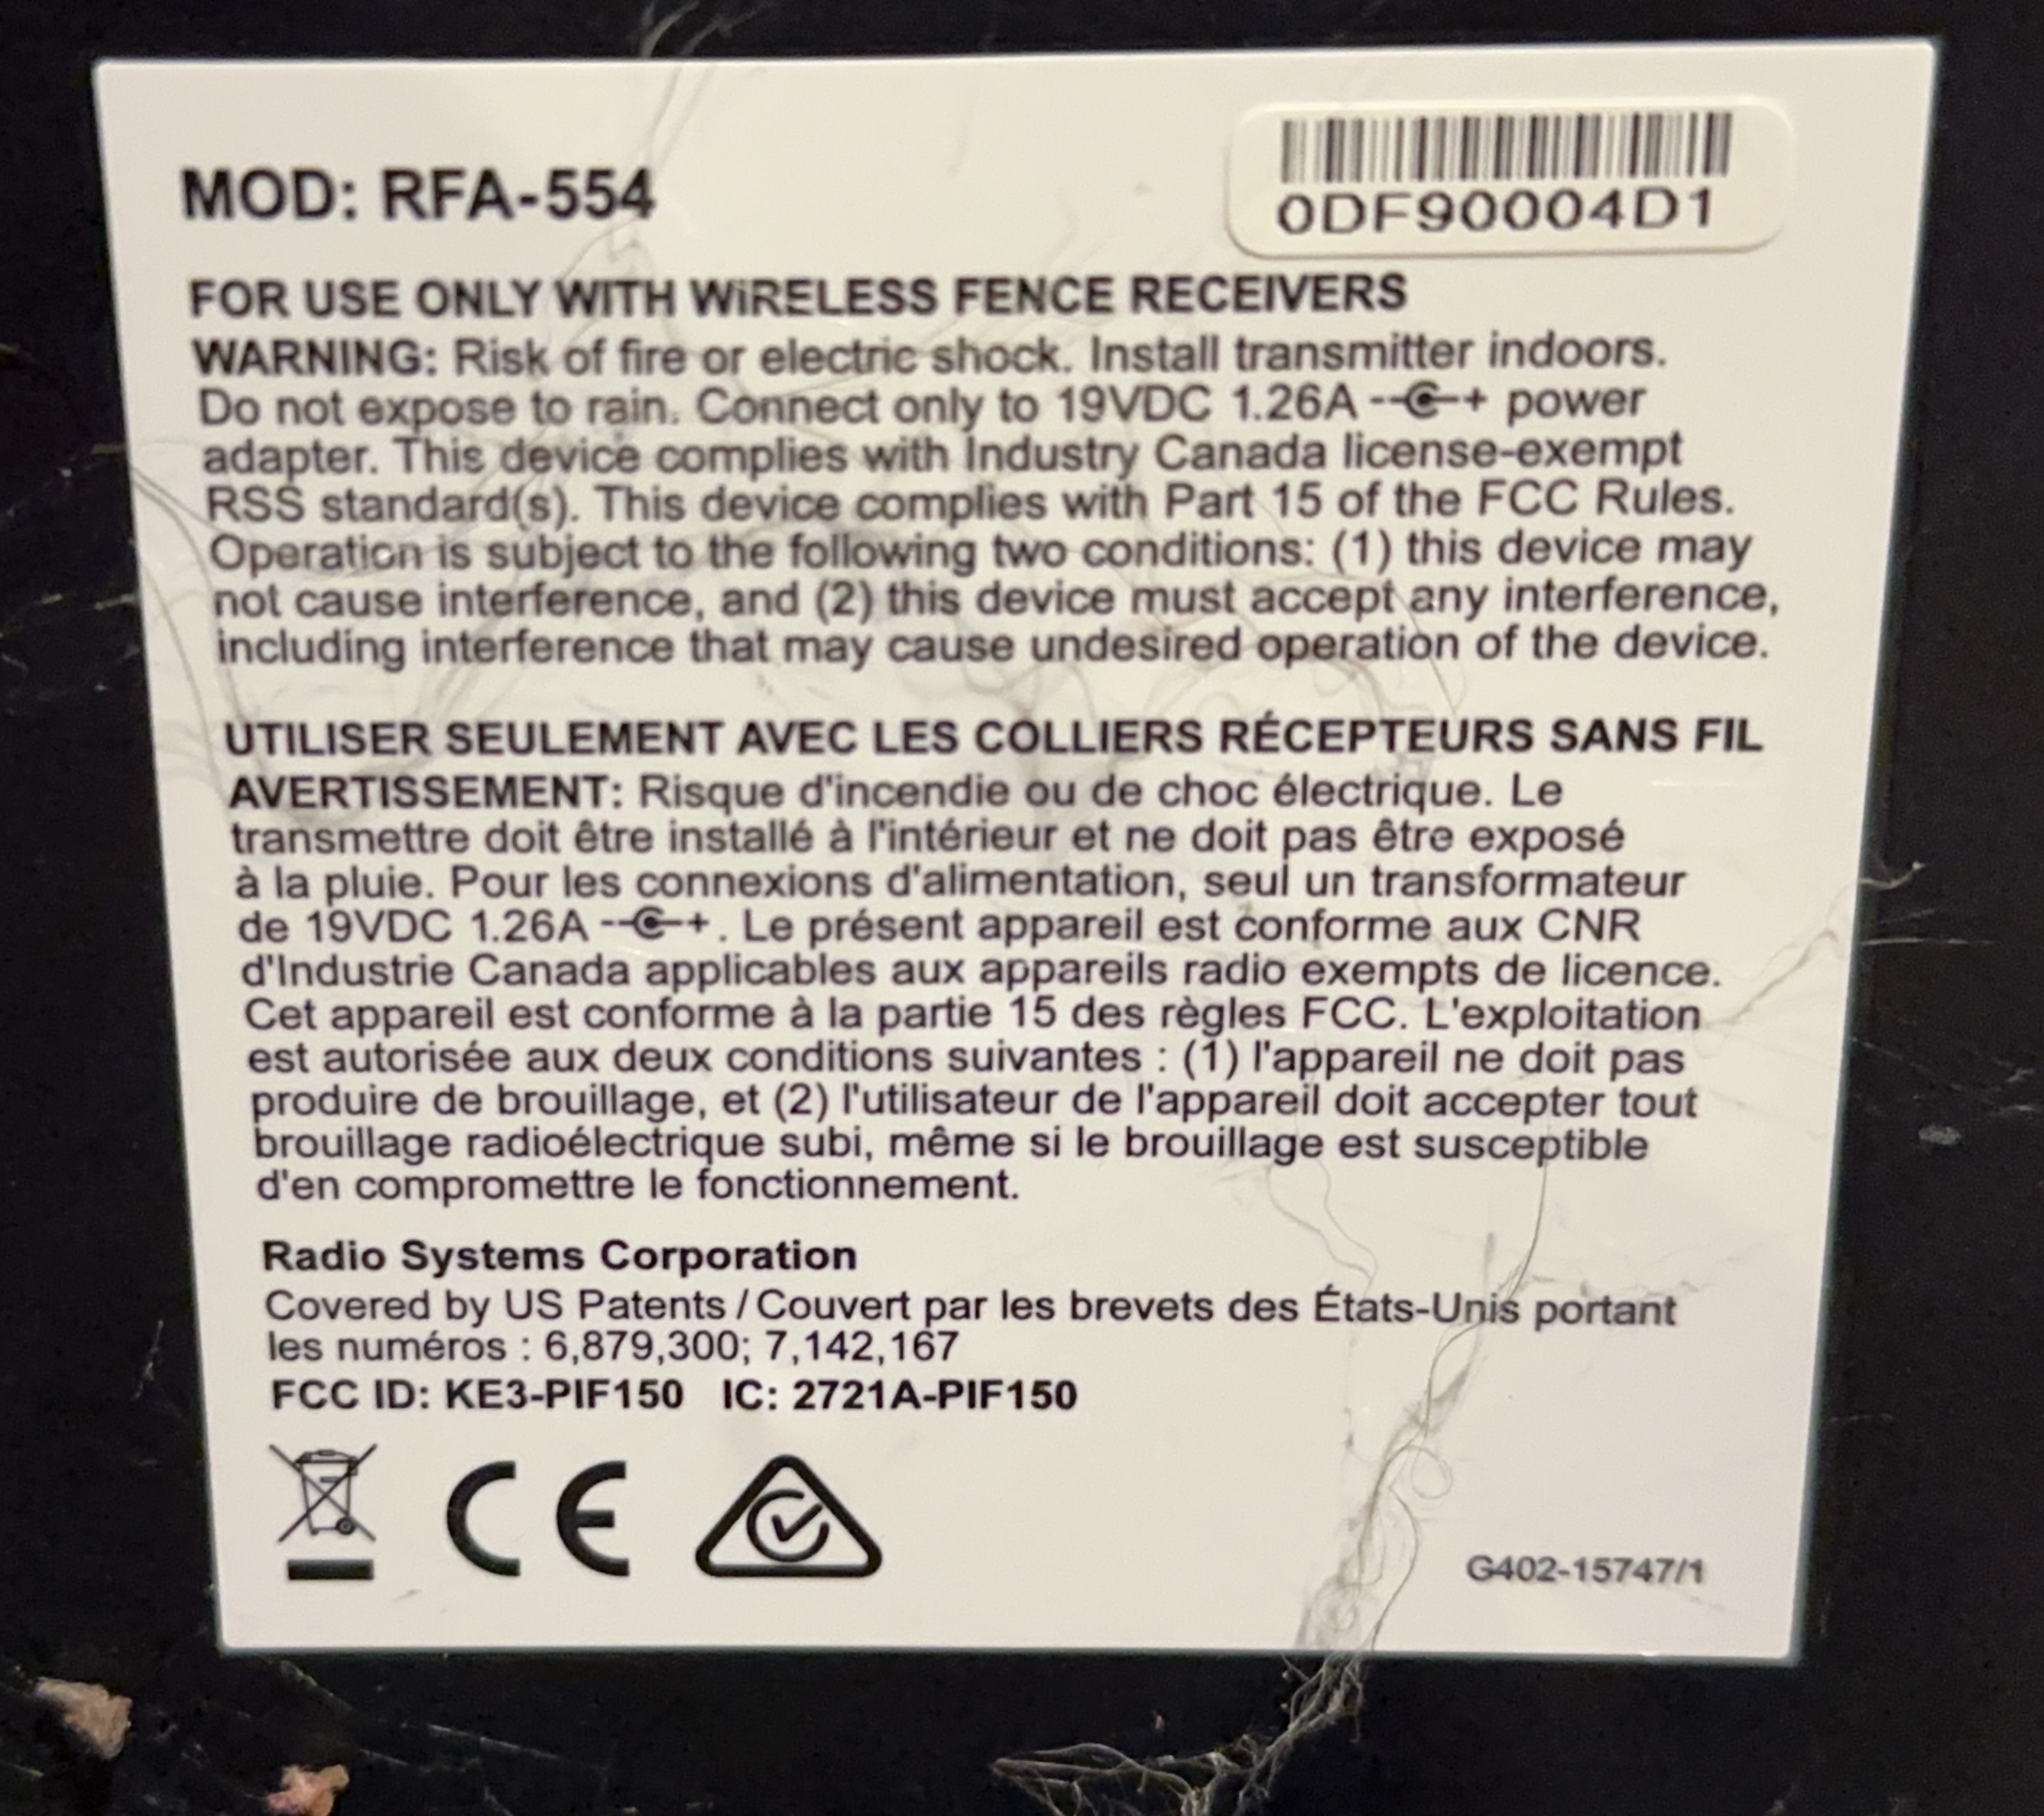 MOD: RFA-554
0DF90004D1
FOR USE ONLY WITH WiRELESS FENCE RECEIVERS
WARNING: Risk of fire or electric shock. Install transmitter indoors.
Do not expose to rain. Connect only to 19VDC 1.26A power
adapter. This device complies with Industry Canada license-exempt
RSS standard(s). This device complies with Part 15 of the FCC Rules.
Operation is subject to the following two conditions: (1) this device may
not cause interference, and (2) this device must accept any interference,
including interference that may cause undesired operation of the device.
UTILISER SEULEMENT AVEC LES COLLIERS RÉCEPTEURS SANS FIL
AVERTISSEMENT: Risque d'incendie ou de choc électrique. Le
transmettre doit être installé à l'intérieur et ne doit pas être exposé
à la pluie. Pour les connexions d'alimentation, seul un transformateur
de 19VDC 1.26A . Le présent appareil est conforme aux CNR
d'Industrie Canada applicables aux appareils radio exempts de licence.
Cet appareil est conforme à la partie 15 des règles FCC. L'exploitation
est autorisée aux deux conditions suivantes : (1) l'appareil ne doit pas
produire de brouillage, et (2) l'utilisateur de l'appareil doit accepter tout
brouillage radioélectrique subi, même si le brouillage est susceptible
d'en compromettre le fonctionnement.
Radio Systems Corporation
Covered by US Patents / Couvert par les brevets des États-Unis portant
les numéros : 6,879,300; 7,142,167
FCC ID: KE3-PIF150 IC: 2721A-PIF150
CE
G402-15747/1